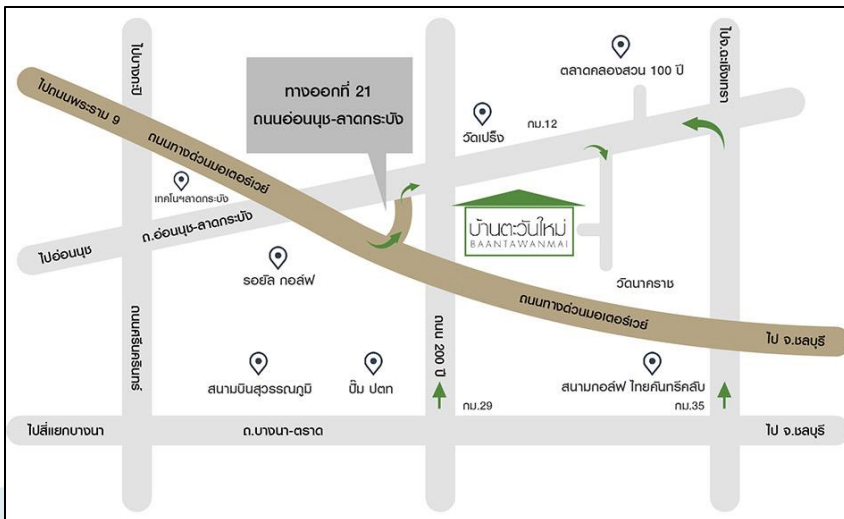 ไปบางกะปิ
ไปจ.ฉะเชิงเทรา
ตลาดคลองสวน 100 ปี
ไปถนนพระราม 9
ทางออกที่ 21
ถนนอ่อนนุช-ลาดกระบัง
ถนนทางด่วนมอเตอร์เวย์
วัดเปร็ง
กม.12
เทคโนฯลาดกระบัง
ถ.อ่อนนุช-ลาดกระบัง
ไปอ่อนนุช
บ้านตะวันใหม่
BAANTAWANMAI
รอยัล กอล์ฟ
วัดนาคราช
ถนนทางด่วนมอเตอร์เวย์
ไป จ.ชลบุรี
ถนนศรีนครินทร์
ถนน 200 ปี
สนามบินสุวรรณภูมิ
ปั๊ม ปตท
สนามกอล์ฟ ไทยคันทรีคลับ
กม.29
กม.35
ไปสี่แยกบางนา
ถ.บางนา-ตราด
ไป จ.ชลบุรี